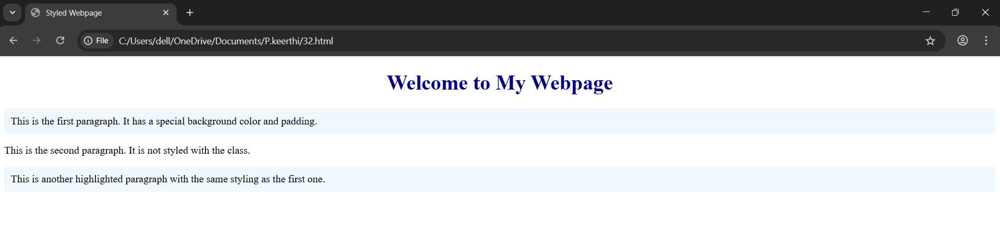 Styled Webpage
File C:/Users/dell/OneDrive/Documents/P.keerthi/32.html
Welcome to My Webpage
This is the first paragraph. It has a special background color and padding.
This is the second paragraph. It is not styled with the class.
This is another highlighted paragraph with the same styling as the first one.